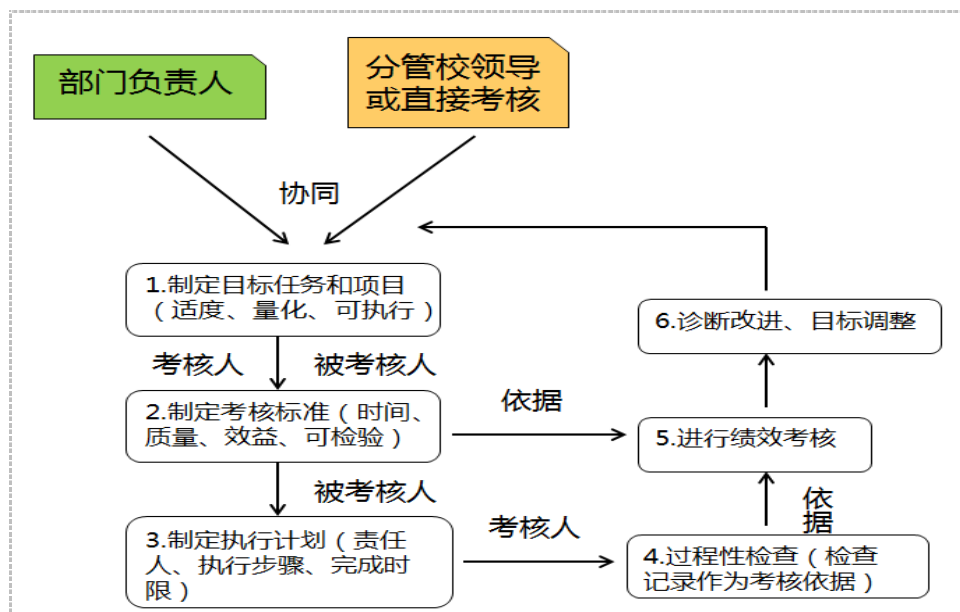 部门负责人
分管校领导
或直接考核
协同
1.制定目标任务和项目
（适度、量化、可执行）
考核人
被考核人
2.制定考核标准（时间、
质量、效益、可检验）
被考核人
3.制定执行计划（责任
人、执行步骤、完成时
限）
考核人
4.过程性检查（检查
记录作为考核依据）
依据
依
据
5.进行绩效考核
6.诊断改进、目标调整